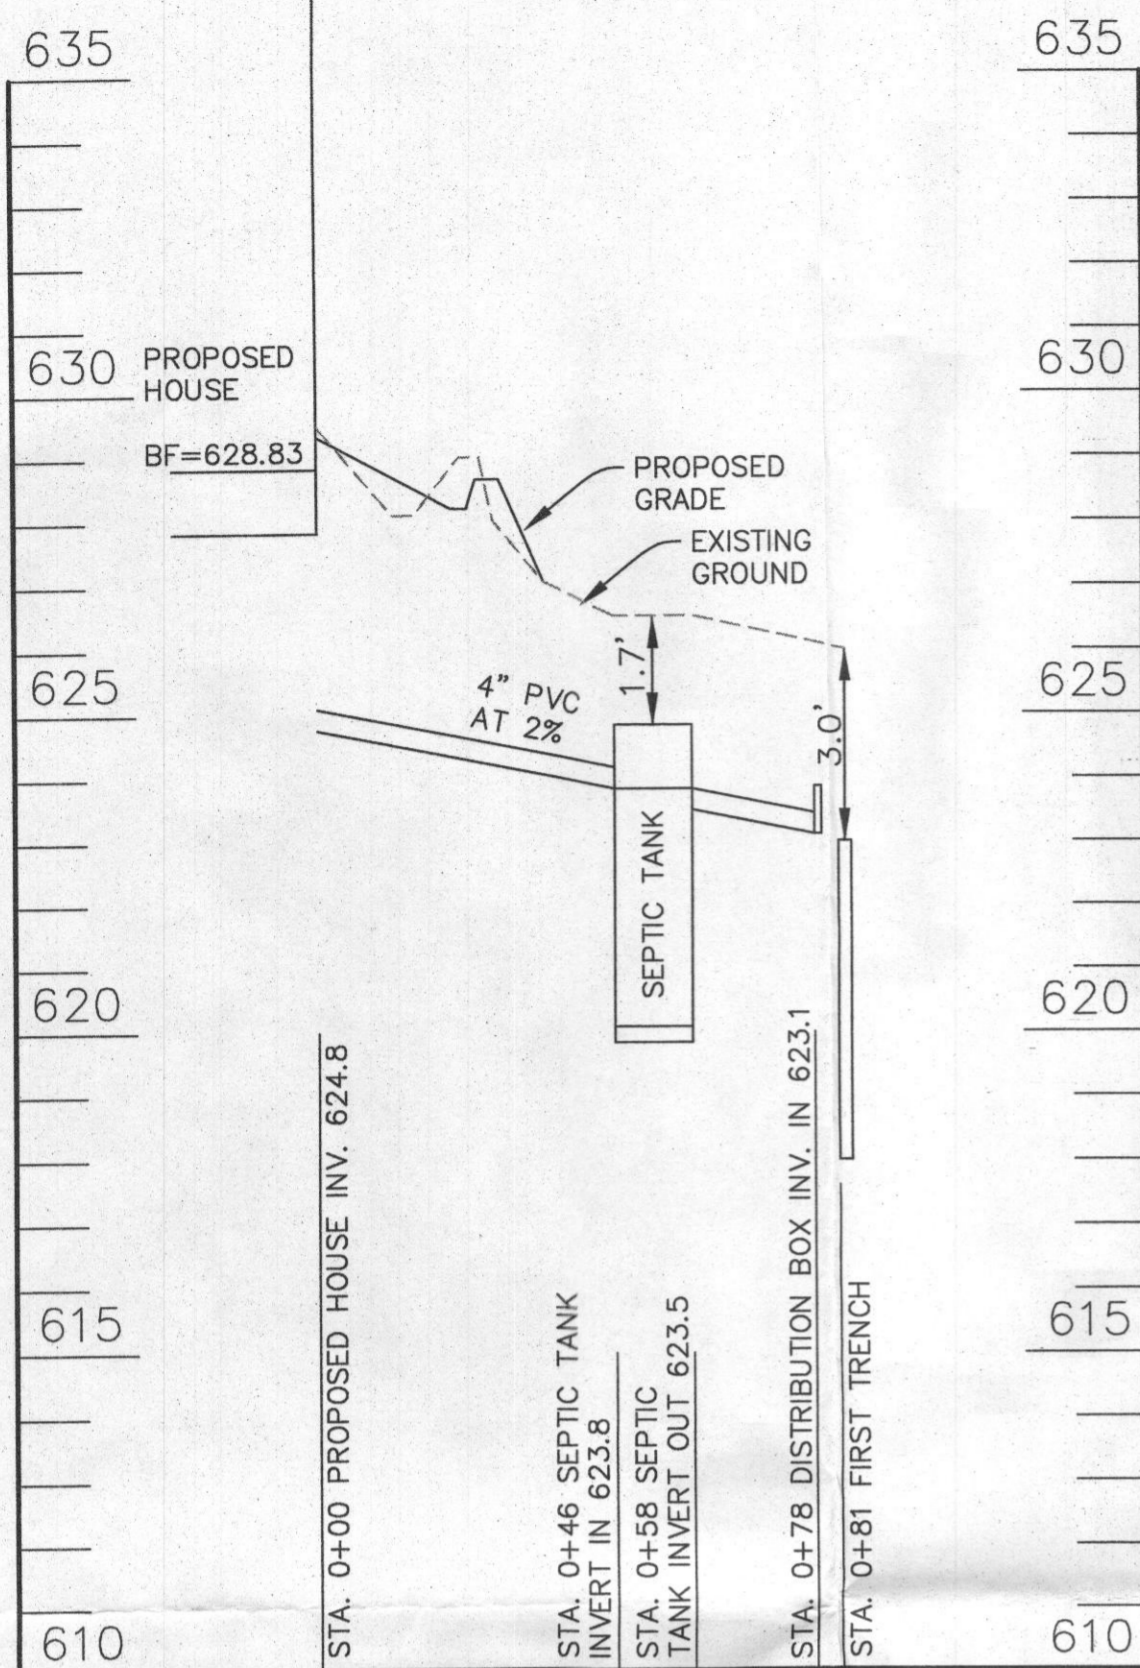 635
635
630
PROPOSED
HOUSE
630
BF=628.83
PROPOSED
GRADE
EXISTING
GROUND
1.7'
625
4" PVC
AT 2%
625
3.0'
SEPTIC TANK
620
620
STA. 0+00 PROPOSED HOUSE INV. 624.8
STA. 0+46 SEPTIC TANK
INVERT IN 623.8
STA. 0+58 SEPTIC
TANK INVERT OUT 623.5
STA. 0+78 DISTRIBUTION BOX INV. IN 623.1
STA. 0+81 FIRST TRENCH
615
615
610
610